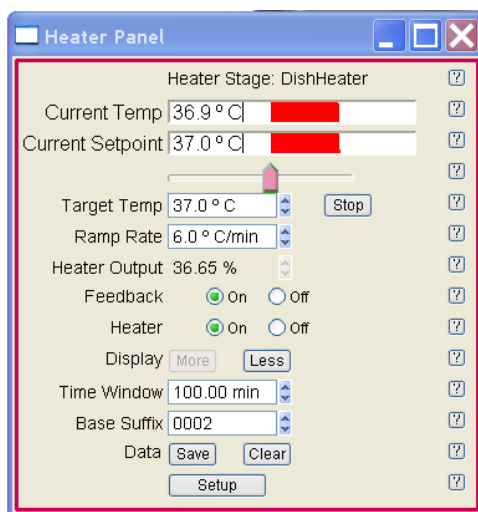 Heater Panel
Heater Stage: DishHeater ?
Current Temp 36.9 º C ?
Current Setpoint 37.0 º C ?
?
Target Temp 37.0 º C Stop ?
Ramp Rate 6.0 º C/min ?
Heater Output 36.65 % ?
Feedback On Off ?
Heater On Off ?
Display More Less ?
Time Window 100.00 min ?
Base Suffix 0002 ?
Data Save Clear ?
Setup ?